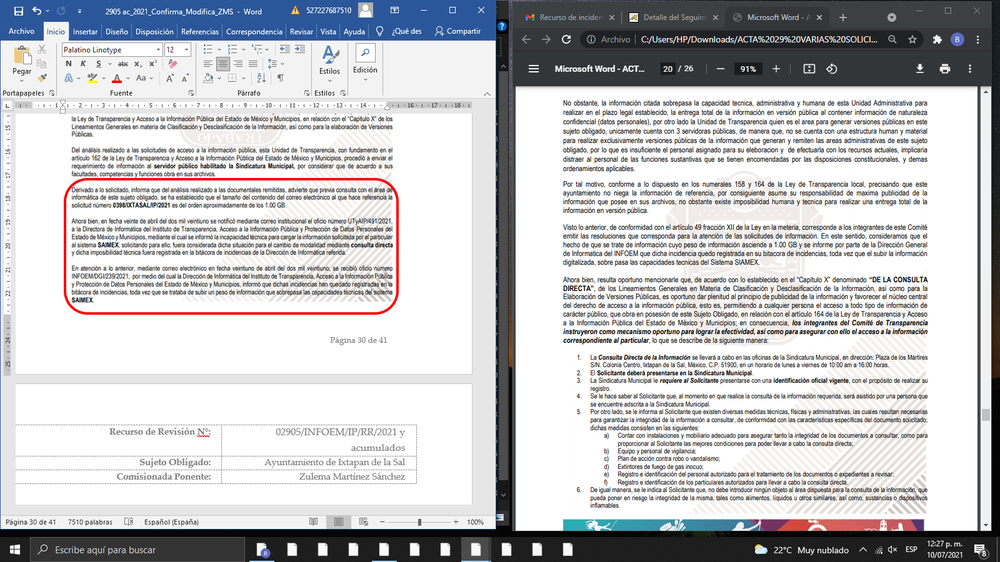 2905 ac_2021_Confirma_Modifica_ZMS - Word
527227687510
Archivo Inicio Insertar Diseño Disposición Referencias Correspondencia Revisar Vista Ayuda ¿Qué des Compartir
Pegar
Portapapeles
Palatino Linotype 12
N K S abc x₂ x²
A ab A Aa A A
Fuente
Párrafo
Estilos
Estilos
Edición
1 1 2 3 4 5 6 7 8 9 10 11 12 13 14 16 17 18
15 16 17 18 19 20 21 22 24 25
la Ley de Transparencia y Acceso a la Información Pública del Estado de México y Municipios, en relación con el “Capítulo X” de los
Lineamientos Generales en materia de Clasificación y Desclasificación de la Información, así como para la elaboración de Versiones
Públicas.
Del análisis realizado a las solicitudes de acceso a la información pública, esta Unidad de Transparencia, con fundamento en el
artículo 162 de la Ley de Transparencia y Acceso a la Información Pública del Estado de México y Municipios, procedió a enviar el
requerimiento de información al servidor público habilitado la Sindicatura Municipal, por considerar que de acuerdo a sus
facultades, competencias y funciones obra en sus archivos.
Derivado a lo solicitado, informa que del análisis realizado a las documentales remitidas, advierte que previa consulta con el área de
informática de este sujeto obligado, se ha establecido que el tamaño del contenido del correo electrónico al que hace referencia la
solicitud número 0398/IXTASAL/IP/2021 es del orden aproximadamente de los 1.00 GB.
Ahora bien, en fecha veinte de abril del dos mil veintiuno se notificó mediante correo institucional el oficio número UTyAIP/491/2021,
a la Directora de Informática del Instituto de Transparencia, Acceso a la Información Pública y Protección de Datos Personales del
Estado de México y Municipios, mediante el cual se informó la incapacidad técnica para cargar la información solicitada por el particular
al sistema SAIMEX, solicitando para ello, fuera considerada dicha situación para el cambio de modalidad mediante consulta directa
y dicha imposibilidad técnica fuera registrada en la bitácora de incidencias de la Dirección de Informática referida.
En atención a lo anterior, mediante correo electrónico en fecha veintiuno de abril del dos mil veintiuno, se recibió oficio número
INFOEM/DGI/239/2021, por medio del cual la Dirección de Informática del Instituto de Transparencia, Acceso a la Información Pública
y Protección de Datos Personales del Estado de México y Municipios, informó que dichas incidencias han quedado registradas en la
bitácora de incidencias, toda vez que se trataba de subir un peso de información que sobrepasa las capacidades técnicas del sistema
SAIMEX.
Página 30 de 41
Recurso de Revisión Nº: 02905/INFOEM/IP/RR/2021 y
acumulados
Sujeto Obligado: Ayuntamiento de Ixtapan de la Sal
Comisionada Ponente: Zulema Martínez Sánchez
Página 30 de 41 7510 palabras Español (España) 100%
Recurso de inciden Detalle del Seguim Microsoft Word - A
Archivo C:/Users/HP/Downloads/ACTA%2029%20VARIAS%20SOLICI... B
Microsoft Word - ACT... 20 / 26 91%
No obstante, la información citada sobrepasa la capacidad tecnica, administrativa y humana de esta Unidad Administrativa para
realizar en el plazo legal establecido, la entrega total de la información en versión pública al contener información de naturaleza
confidencial (datos personales), por otro lado la Unidad de Transparencia quien es el area para generar versiones públicas en este
sujeto obligado, unicamente cuenta con 3 servidoras públicas, de manera que, no se cuenta con una estructura human y material
para realizar exclusivamente versiones públicas de la información que generan y remiten las areas administrativas de este sujeto
obligado, por lo que es insuficiente el personal asignado para su eleboracion y de efectuarla con los recursos actuales, implicaria
distraer al personal de las funciones sustantivas que se tienen encomendadas por las disposiciones constitucionales, y demas
ordenamientos aplicables.
Por tal motivo, conforme a lo dispuesto en los numerales 158 y 164 de la Ley de Transparencia local, precisando que este
ayuntamiento no niega la información de referencia, por consiguiente asume su responsabilidad de maxima publicidad de la
información que posee en sus archivos, no obstante existe imposibilidad humana y tecnica para realizar una entrega total de la
información en versión pública.
Visto lo anterior, de conformidad con el artículo 49 fracción XII de la Ley en la meteria, corresponde a los integrantes de este Comité
emitir las resoluciones que corresponda para la atención de las solicitudes de información. En este sentido, consideramos que el
hecho de que se trate de información cuyo peso de información asciende a 1.00 GB y se informe por parte de la Dirección General
de Informatica del INFOEM que dicha incidencia quedo registrada en su bitacora de incidencias, toda vez que el subir la información
digitalizada, sobre pasa las capacidades tecnicas del Sistema SIAMEX.
Ahora bien, resulta oportuno mencionarle que, de acuerdo con lo establecido en el “Capítulo X” denominado “DE LA CONSULTA
DIRECTA”, de los Lineamientos Generales en Materia de Clasificación y Desclasificación de la Información, así como para la
Elaboración de Versiones Públicas, es oportuno dar plenitud al principio de publicidad de la información y favorecer el núcleo central
del derecho de acceso a la información pública, esto es, permitiendo a cualquier persona el acceso a todo tipo de información de
carácter público, que obra en posesión de este Sujeto Obligado, en relación con el artículo 164 de la Ley de Transparencia y Acceso
a la Información Pública del Estado de México y Municipios; en consecuencia, los integrantes del Comité de Transparencia
instruyeron como mecanismo oportuno para lograr la efectividad, así como para asegurar con ello el acceso a la información
correspondiente al particular, lo que se describe de la siguiente manera:
1. La Consulta Directa de la Información se llevará a cabo en las oficinas de la Sindicatura Municipal, en dirección: Plaza de los Mártires
S/N. Colonia Centro, Ixtapan de la Sal, México, C.P. 51900, en un horario de lunes a viernes de 10:00 am a 16:00 horas.
2. El Solicitante deberá presentarse en la Sindicatura Municipal.
3. La Sindicatura Municipal le requiere al Solicitante presentarse con una identificación oficial vigente, con el propósito de realizar su
registro.
4. Se le hace saber al Solicitante que, al momento en que realice la consulta de la información requerida, será asistido por una persona que
se encuentre adscrita a la Sindicatura Municipal.
5. Por otro lado, se le informa al Solicitante que existen diversas medidas técnicas, físicas y administrativas, las cuales resultan necesarias
para garantizar la integridad de la información a consultar, de conformidad con las características específicas del documento solicitado;
dichas medidas consisten en las siguientes:
a) Contar con instalaciones y mobiliario adecuado para asegurar tanto la integridad de los documentos a consultar, como para
proporcionar al Solicitante las mejores condiciones para poder llevar a cabo la consulta directa;
b) Equipo y personal de vigilancia;
c) Plan de acción contra robo o vandalismo;
d) Extintores de fuego de gas inocuo;
e) Registro e identificación del personal autorizado para el tratamiento de los documentos o expedientes a revisar;
f) Registro e identificación de los particulares autorizados para llevar a cabo la consulta directa.
6. De igual manera, se le indica al Solicitante que, no debe introducir ningún objeto al área dispuesta para la consulta de la información, que
pueda poner en riesgo la integridad de la misma, tales como alimentos, líquidos u otros similares, así como, sustancias o dispositivos
inflamables.
Escribe aquí para buscar
B
22°C Muy nublado ESP 12:27 p. m.
10/07/2021
8